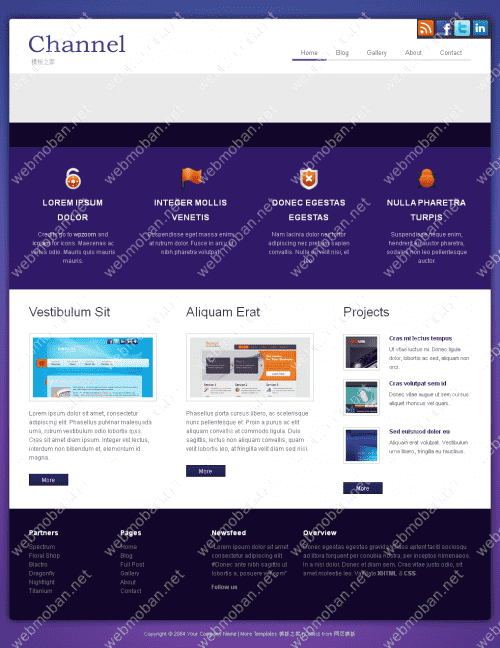 Channel
模板之家
Home Blog Gallery About Contact
LOREM IPSUM DOLOR
Credits go to wpzoom and
for icons. Maecenas ac
varius odio. Mauris quis mauris
mauris.
INTEGER MOLLIS VENETIS
Suspendisse eget massa enim,
at rutrum dolor. Fusce in arcu at
nibh pharetra volutpat.
DONEC EGESTAS EGESTAS
Nam lacinia dolor nec tortor
adipiscing nec pretium sapien
convallis. Nulla a velit nisi, et
NULLA PHARETRA TURPIS
Suspendisse neque enim,
hendrerit a auctor pharetra,
sodales non leo pellentesque
auctor.
Vestibulum Sit
Lorem ipsum dolor sit amet, consectetur
adipiscing elit. Phasellus pulvinar malesuada
urna, rutrum vestibulum odio lobortis quis.
Cras sit amet diam ipsum. Integer elit lectus,
interdum non bibendum et, elementum id
magna.
More
Aliquam Erat
Phasellus porta cursus libero, ac scelerisque
nunc pellentesque et. Proin a purus ac elit
aliquam convallis at commodo ligula. Duis
sagittis, lectus non aliquam convallis, quam
velit lobortis leo, at fringilla velit diam sed nisl.
More
Projects
Cras mi lectus tempus
Ut vitae luctus mi. Donec ligula
dolor, lobortis ac sed, aliquam non
orci.
Cras volutpat sem id
Donec vitae augue ut sem cursus
aliquet rhoncus vel quam.
Sed euismod dolor eu
Aliquam erat volutpat. Vestibulum
urna libero, fringilla eu faucibus.
More
Partners
Spectrum
Floral Shop
Blactro
Dragonfly
Nightlight
Titanium
Pages
Home
Blog
Full Post
Gallery
About
Contact
Newsfeed
"Lorem ipsum dolor sit amet
consectetur adipiscing elit
#Donec ante nibh sagittis ut
lobortis a, posuere vel sem"
Follow us
Overview
Donec egestas egestas gravida. Class aptent taciti sociosqu
ad litora torquent per conubia nostra, per inceptos himenaeos.
In a nisl dolor. Donec et diam sem. Cras vitae justo odio, sit
amet molestie leo. Validate XHTML & CSS.
Copyright © 2084 Your Company Name | More Templates 模板之家 Collect from 网页模板
webmoban.net